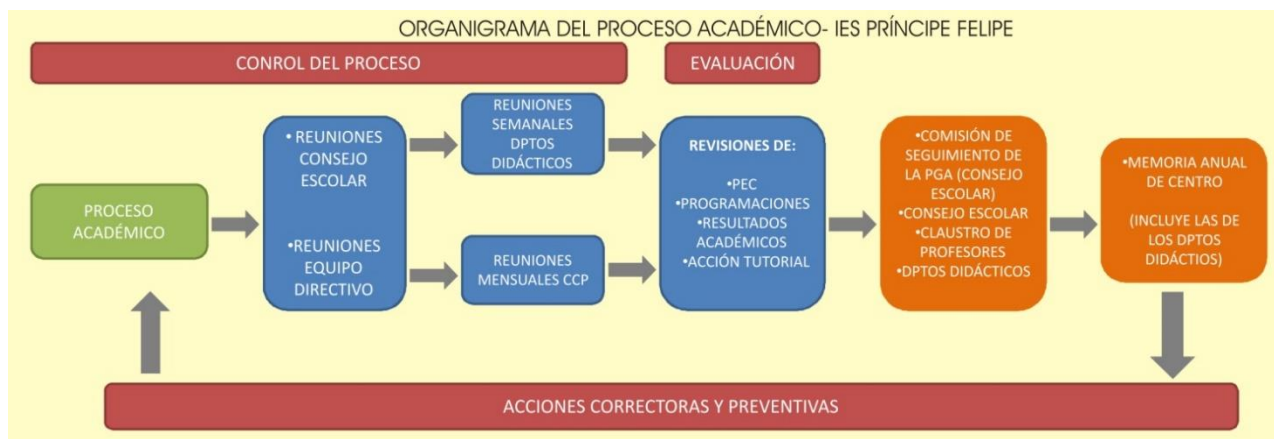 ORGANIGRAMA DEL PROCESO ACADÉMICO- IES PRÍNCIPE FELIPE
CONROL DEL PROCESO
EVALUACIÓN
PROCESO
ACADÉMICO
• REUNIONES
CONSEJO
ESCOLAR
•REUNIONES
EQUIPO
DIRECTIVO
REUNIONES
SEMANALES
DPTOS
DIDÁCTICOS
REUNIONES
MENSUALES CCP
REVISIONES DE:
•PEC
•PROGRAMACIONES
•RESULTADOS
ACADÉMICOS
•ACCIÓN TUTORIAL
•COMISIÓN DE
SEGUIMIENTO DE
LA PGA (CONSEJO
ESCOLAR)
•CONSEJO ESCOLAR
•CLAUSTRO DE
PROFESORES
•DPTOS DIDÁCTICOS
•MEMORIA ANUAL
DE CENTRO
(INCLUYE LAS DE
LOS DPTOS
DIDÁCTIOS)
ACCIONES CORRECTORAS Y PREVENTIVAS